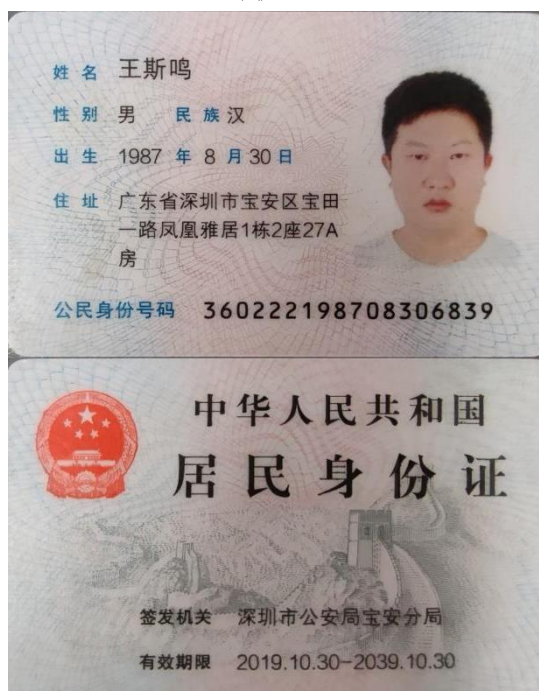 姓名 王斯鸣
性别 男 民族 汉
出生 1987 年 8 月 30 日
住址 广东省深圳市宝安区宝田
一路凤凰雅居1栋2座27A
房
公民身份号码 360222198708306839
中华人民共和国
居民身份证
签发机关 深圳市公安局宝安分局
有效期限 2019.10.30-2039.10.30